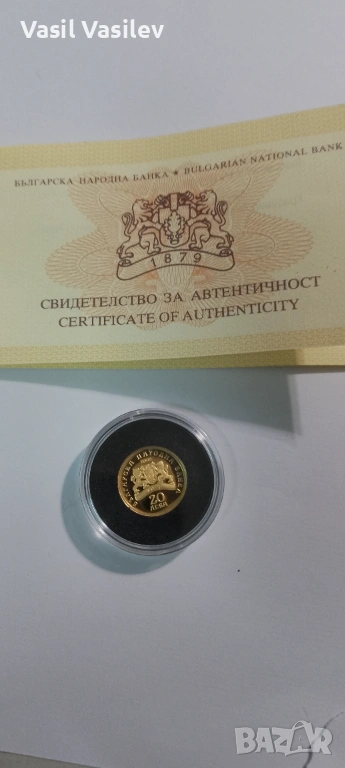 Vasil Vasilev
БЪЛГАРСКА НАРОДНА БАНКА ★ BULGARIAN NATIONAL BANK
1879
СВИДЕТЕЛСТВО ЗА АВТЕНТИЧНОСТ
CERTIFICATE OF AUTHENTICITY
БЪЛГАРСКА НАРОДНА БАНКА
20
ЛЕВА
BAZAR